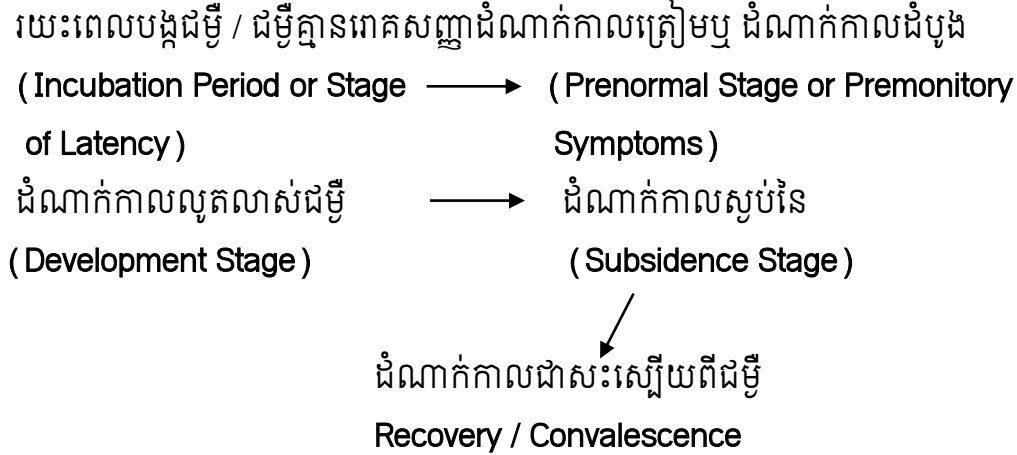 រយះពេលបង្កជម្ងឺ / ជម្ងឺគ្មានរោគសញ្ញាដំណាក់កាលត្រៀមឬ ដំណាក់កាលដំបូង
(Incubation Period or Stage (Prenormal Stage or Premonitory
of Latency) Symptoms)
ដំណាក់កាលលូតលាស់ជម្ងឺ ដំណាក់កាលស្ងប់នៃ
(Development Stage) (Subsidence Stage)
ដំណាក់កាលជាសះស្បើយពីជម្ងឺ
Recovery / Convalescence